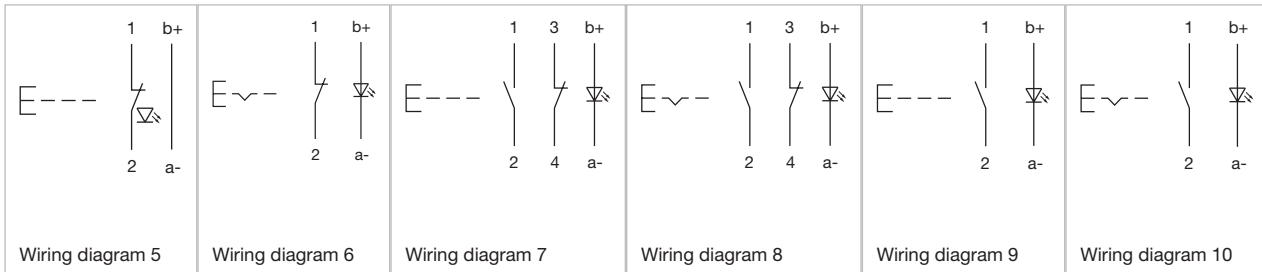 1 b+
2 a-
Wiring diagram 5
1 b+
2 a-
Wiring diagram 6
1 3 b+
2 4 a-
Wiring diagram 7
1 3 b+
2 4 a-
Wiring diagram 8
1 b+
2 a-
Wiring diagram 9
1 b+
2 a-
Wiring diagram 10